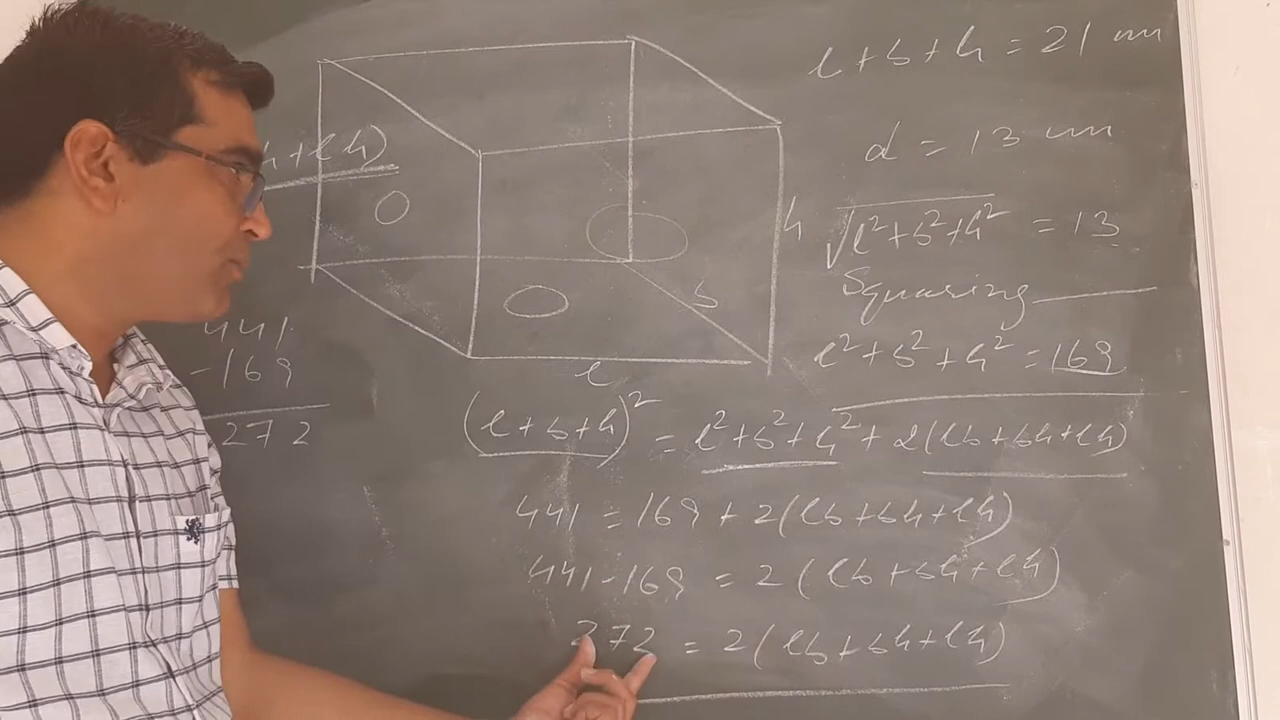 l+b+h = 21 cm
d = 13 cm
h+lh)
h
√l²+b²+h² = 13
b
Squaring
441
-169
272
l²+b²+h² = 169
l
(l+b+h)² = l²+b²+h² + 2(lb+bh+lh)
441 = 169 + 2(lb+bh+lh)
441-169 = 2(lb+bh+lh)
272 = 2(lb+bh+lh)